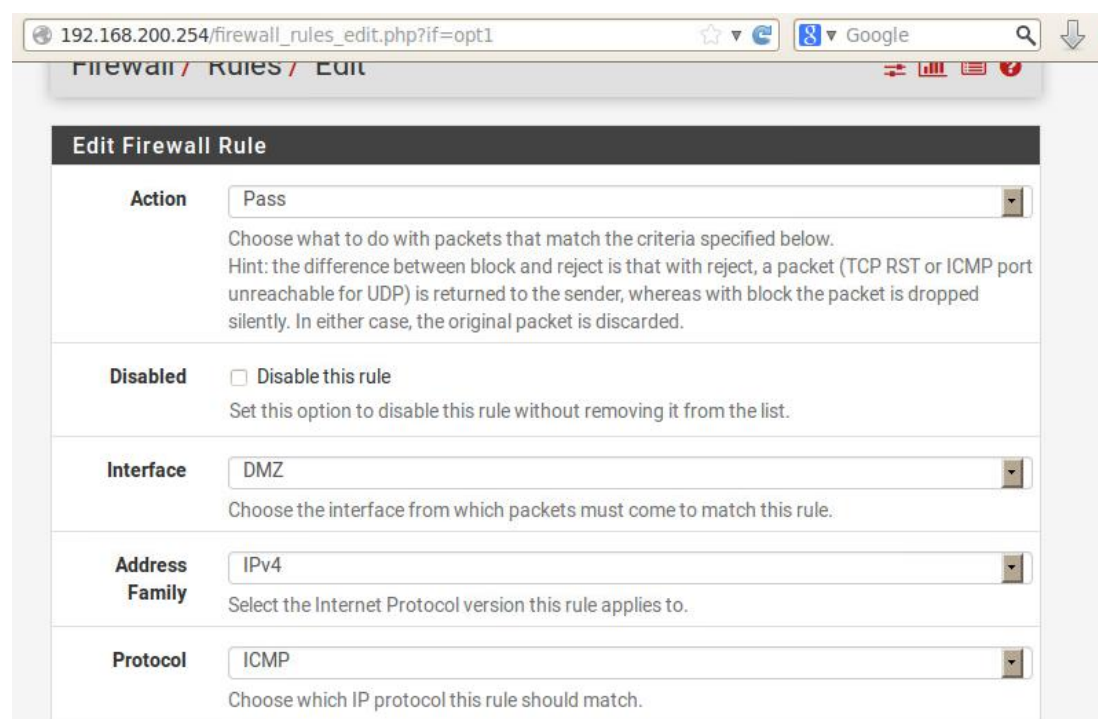 192.168.200.254/firewall_rules_edit.php?if=opt1
Google
Firewall / Rules / Edit
Edit Firewall Rule
Action
Pass
Choose what to do with packets that match the criteria specified below.
Hint: the difference between block and reject is that with reject, a packet (TCP RST or ICMP port
unreachable for UDP) is returned to the sender, whereas with block the packet is dropped
silently. In either case, the original packet is discarded.
Disabled
Disable this rule
Set this option to disable this rule without removing it from the list.
Interface
DMZ
Choose the interface from which packets must come to match this rule.
Address
Family
IPv4
Select the Internet Protocol version this rule applies to.
Protocol
ICMP
Choose which IP protocol this rule should match.